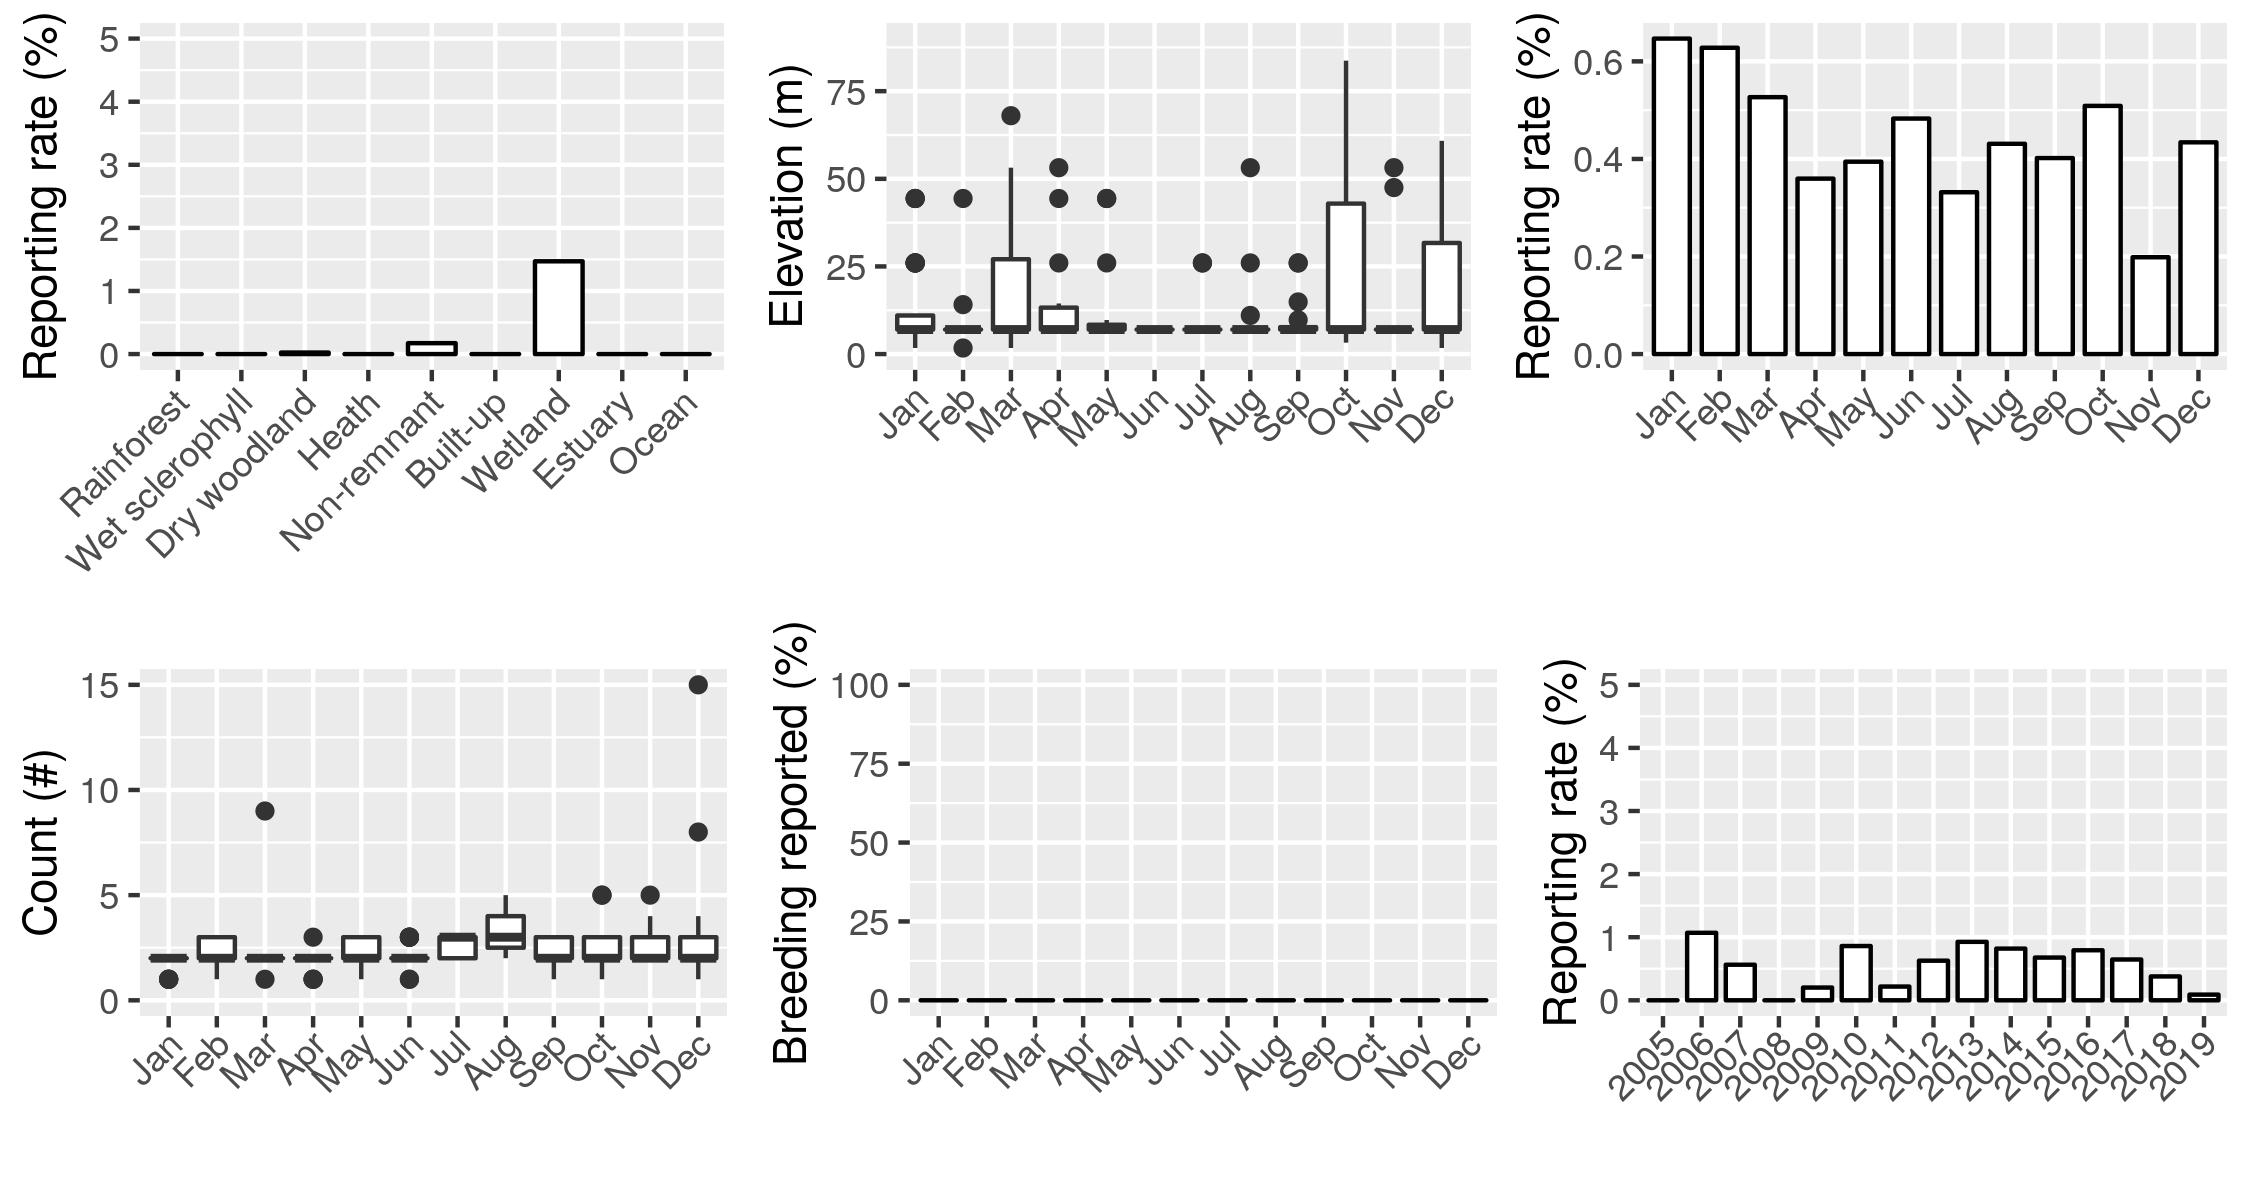 Reporting rate (%)
5
4
3
2
1
0
Rainforest
Wet sclerophyll
Dry woodland
Heath
Non-remnant
Built-up
Wetland
Estuary
Ocean
Elevation (m)
75
50
25
0
Jan
Feb
Mar
Apr
May
Jun
Jul
Aug
Sep
Oct
Nov
Dec
Reporting rate (%)
0.6
0.4
0.2
0.0
Jan
Feb
Mar
Apr
May
Jun
Jul
Aug
Sep
Oct
Nov
Dec
Count (#)
15
10
5
0
Jan
Feb
Mar
Apr
May
Jun
Jul
Aug
Sep
Oct
Nov
Dec
Breeding reported (%)
100
75
50
25
0
Jan
Feb
Mar
Apr
May
Jun
Jul
Aug
Sep
Oct
Nov
Dec
Reporting rate (%)
5
4
3
2
1
0
2005
2006
2007
2008
2009
2010
2011
2012
2013
2014
2015
2016
2017
2018
2019